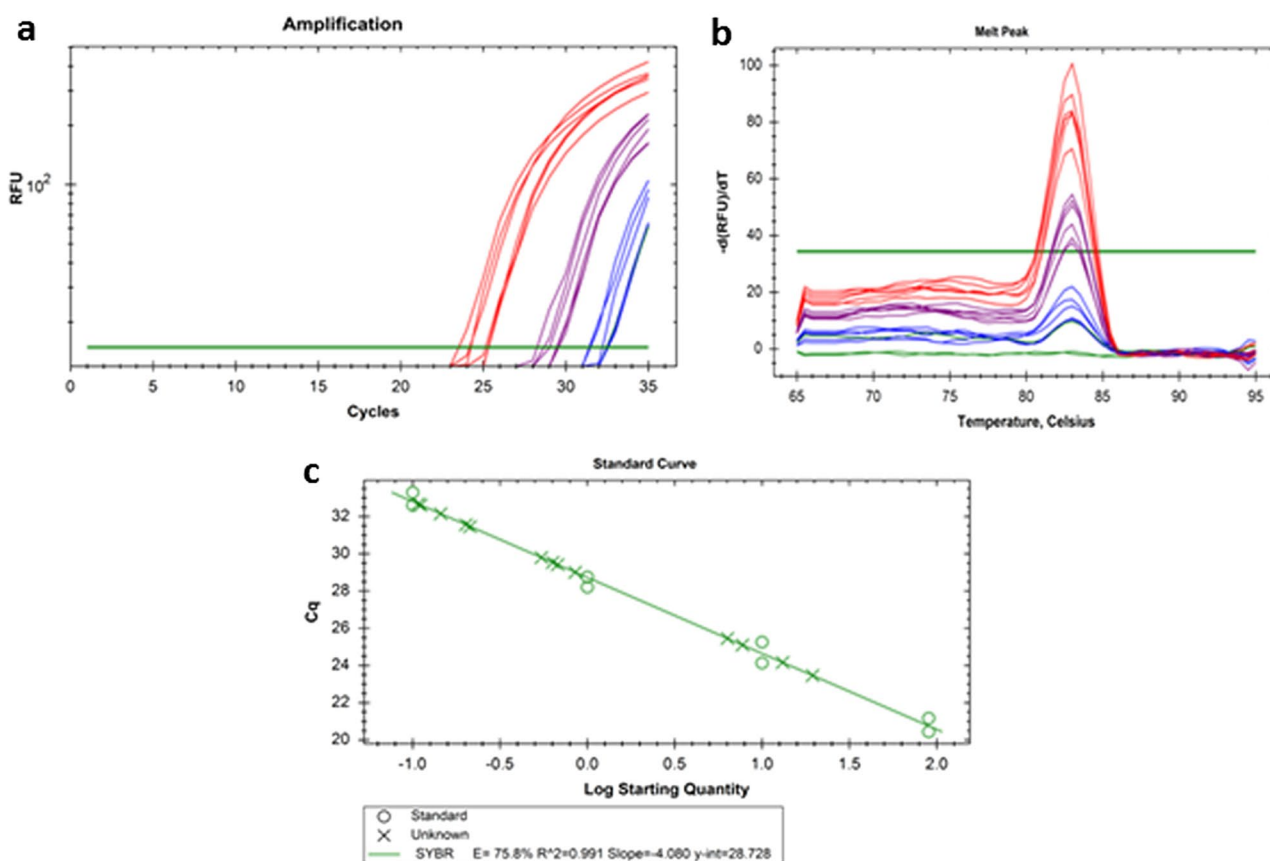 a
Amplification
RFU
10²
0 5 10 15 20 25 30 35
Cycles
b
Melt Peak
-d(RFU)/dT
100
80
60
40
20
0
65 70 75 80 85 90 95
Temperature, Celsius
c
Standard Curve
Cq
32
30
28
26
24
22
20
-1.0 -0.5 0.0 0.5 1.0 1.5 2.0
Log Starting Quantity
Standard
Unknown
SYBR E= 75.8% R^2=0.991 Slope=-4.080 y-int=28.728